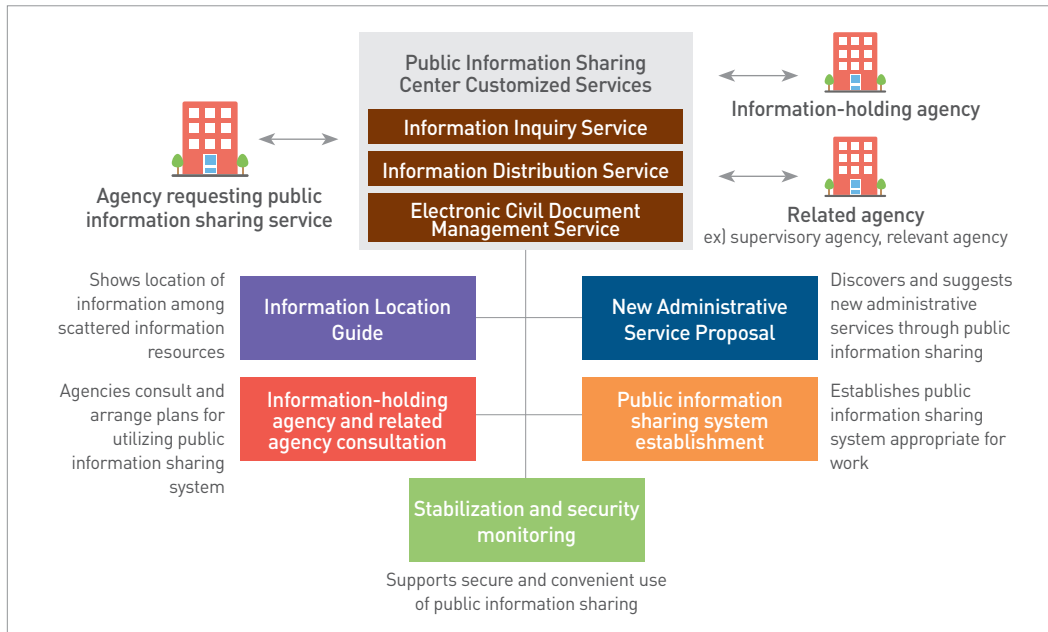 Public Information Sharing
Center Customized Services
Information Inquiry Service
Information Distribution Service
Electronic Civil Document
Management Service
Agency requesting public
information sharing service
Information-holding agency
Related agency
ex) supervisory agency, relevant agency
Shows location of
information among
scattered information
resources
Information Location
Guide
New Administrative
Service Proposal
Discovers and suggests
new administrative
services through public
information sharing
Agencies consult and
arrange plans for
utilizing public
information sharing
system
Information-holding
agency and related
agency consultation
Public information
sharing system
establishment
Establishes public
information sharing
system appropriate for
work
Stabilization and security
monitoring
Supports secure and convenient use
of public information sharing